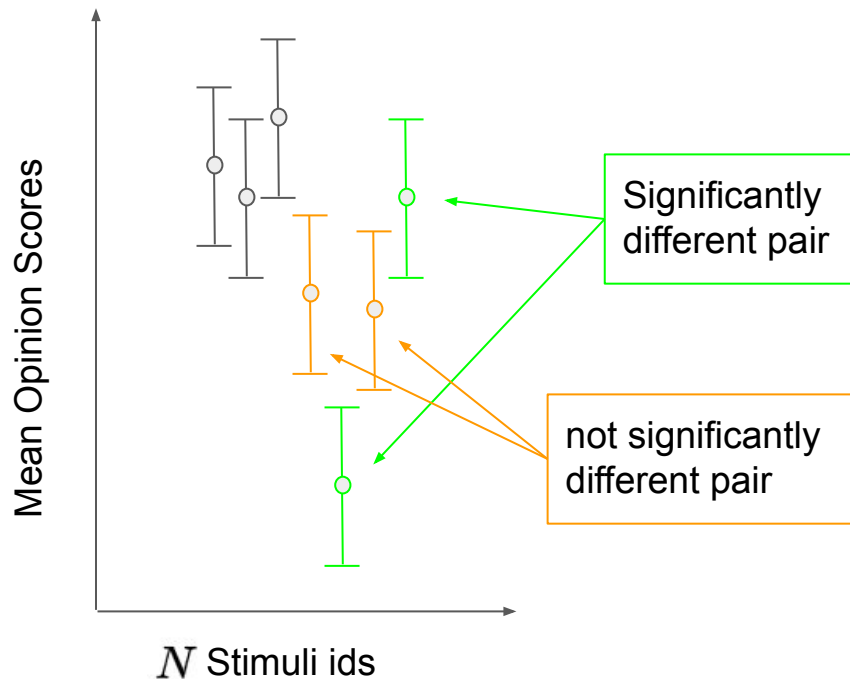 Mean Opinion Scores
Significantly
different pair
not significantly
different pair
N Stimuli ids